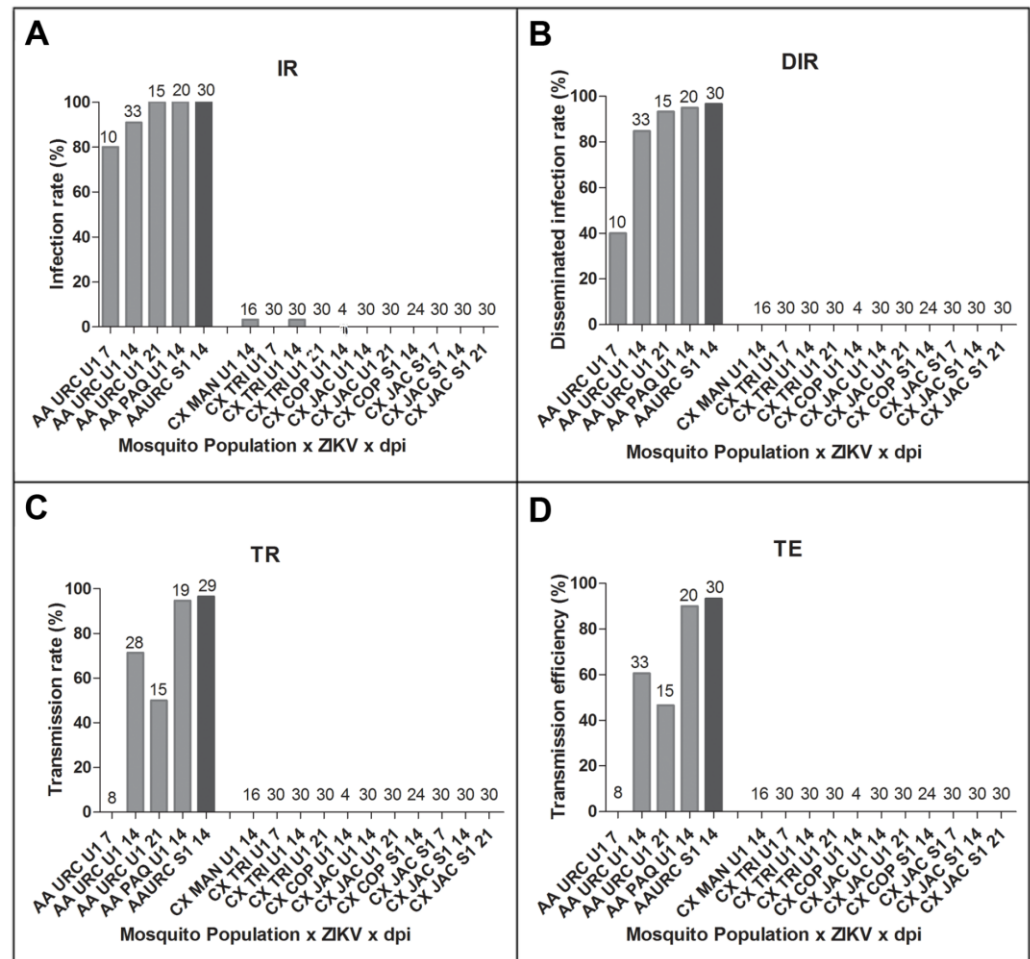 A
IR
Infection rate (%)
100
80
60
40
20
0
10
33
15
20
30
16
30
30
30
4
30
30
24
30
30
30
AA URC U1 7
AA URC U1 14
AA URC U1 21
AA PAQ U1 14
AAURC S1 14
CX MAN U1 14
CX TRI U1 7
CX TRI U1 14
CX TRI U1 21
CX COP U1 14
CX JAC U1 14
CX JAC U1 21
CX COP S1 14
CX JAC S1 7
CX JAC S1 14
CX JAC S1 21
Mosquito Population x ZIKV x dpi
B
DIR
Disseminated infection rate (%)
100
80
60
40
20
0
10
33
15
20
30
16
30
30
30
4
30
30
24
30
30
30
AA URC U1 7
AA URC U1 14
AA URC U1 21
AA PAQ U1 14
AAURC S1 14
CX MAN U1 14
CX TRI U1 7
CX TRI U1 14
CX TRI U1 21
CX COP U1 14
CX JAC U1 14
CX JAC U1 21
CX COP S1 14
CX JAC S1 7
CX JAC S1 14
CX JAC S1 21
Mosquito Population x ZIKV x dpi
C
TR
Transmission rate (%)
100
80
60
40
20
0
8
28
15
19
29
16
30
30
30
4
30
30
24
30
30
30
AA URC U1 7
AA URC U1 14
AA URC U1 21
AA PAQ U1 14
AAURC S1 14
CX MAN U1 14
CX TRI U1 7
CX TRI U1 14
CX TRI U1 21
CX COP U1 14
CX JAC U1 14
CX JAC U1 21
CX COP S1 14
CX JAC S1 7
CX JAC S1 14
CX JAC S1 21
Mosquito Population x ZIKV x dpi
D
TE
Transmission efficiency (%)
100
80
60
40
20
0
8
33
15
20
30
16
30
30
30
4
30
30
24
30
30
30
AA URC U1 7
AA URC U1 14
AA URC U1 21
AA PAQ U1 14
AAURC S1 14
CX MAN U1 14
CX TRI U1 7
CX TRI U1 14
CX TRI U1 21
CX COP U1 14
CX JAC U1 14
CX JAC U1 21
CX COP S1 14
CX JAC S1 7
CX JAC S1 14
CX JAC S1 21
Mosquito Population x ZIKV x dpi